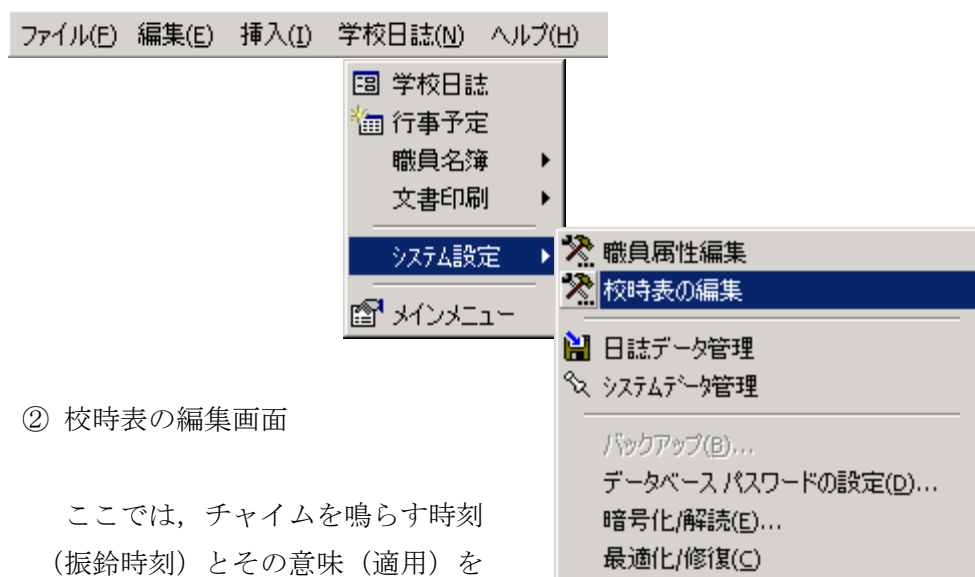 ファイル(F) 編集(E) 挿入(I) 学校日誌(N) ヘルプ(H)
学校日誌
行事予定
職員名簿
文書印刷
システム設定
メインメニュー
職員属性編集
校時表の編集
日誌データ管理
システムデータ管理
バックアップ(B)...
データベース パスワードの設定(D)...
暗号化/解読(E)...
最適化/修復(C)
② 校時表の編集画面
ここでは，チャイムを鳴らす時刻
（振鈴時刻）とその意味（適用）を